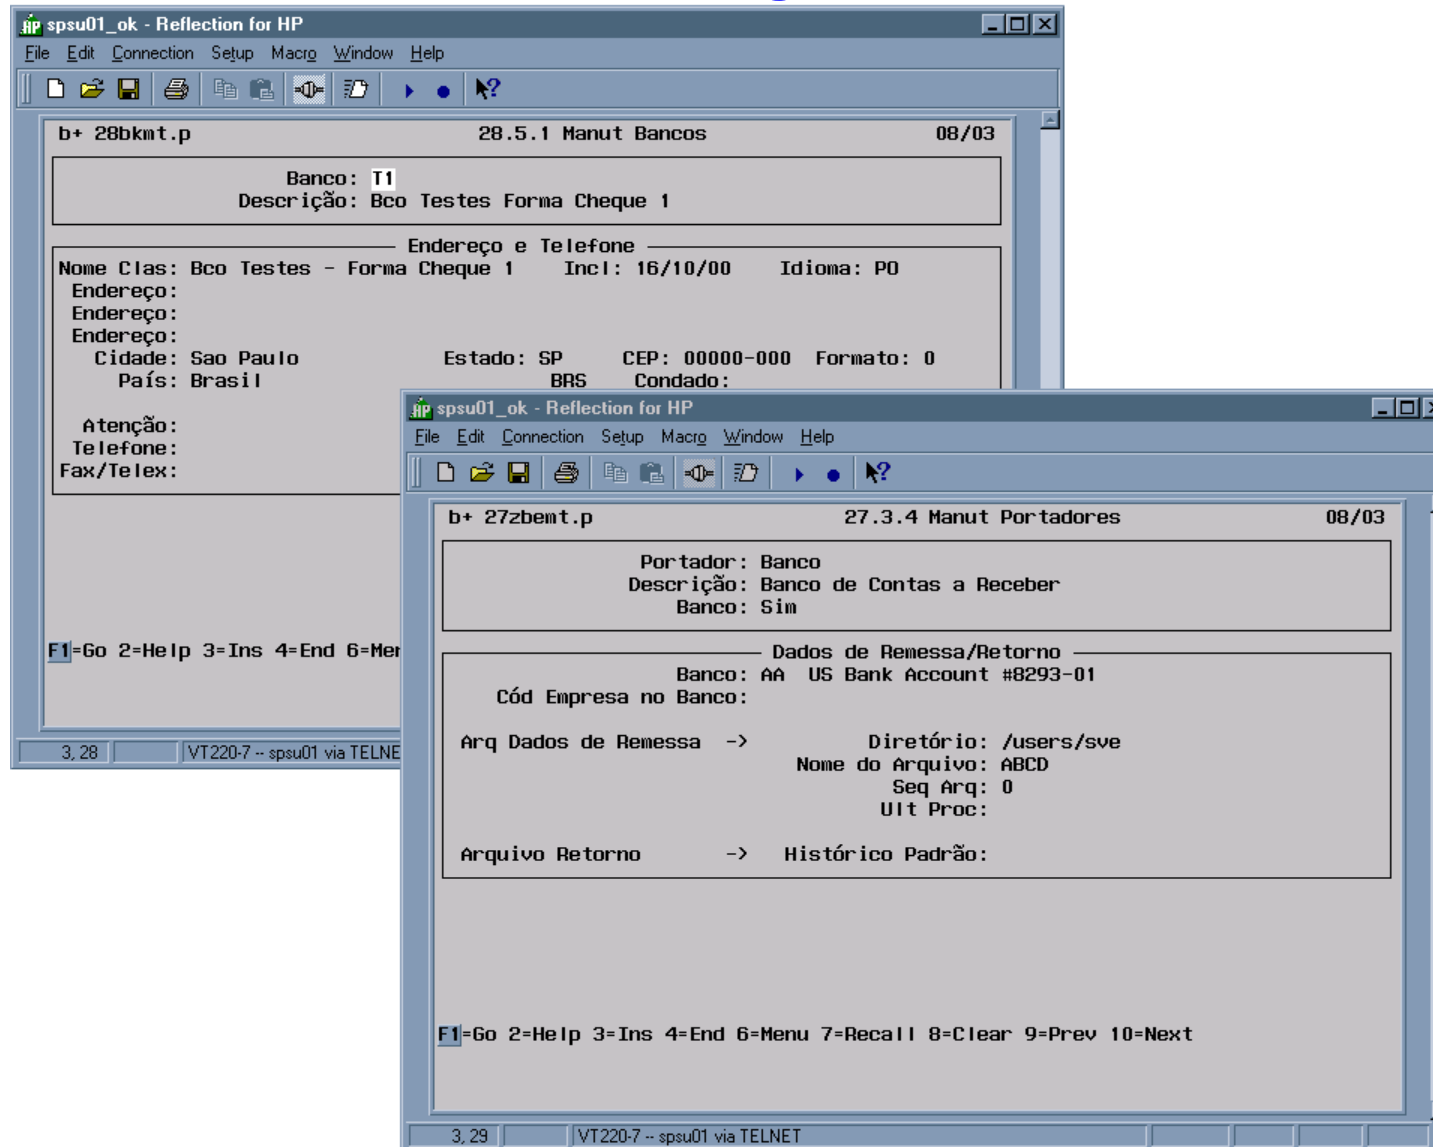 spsu01_ok - Reflection for HP
File Edit Connection Setup Macro Window Help
b+ 28bkmt.p 28.5.1 Manut Bancos 08/03
Banco: T1
Descrição: Bco Testes Forma Cheque 1
Endereço e Telefone
Nome Clas: Bco Testes - Forma Cheque 1 Incl: 16/10/00 Idioma: PO
Endereço:
Endereço:
Endereço:
Cidade: Sao Paulo Estado: SP CEP: 00000-000 Formato: 0
País: Brasil BRS Condado:
Atenção:
Telefone:
Fax/Telex:
F1=Go 2=Help 3=Ins 4=End 6=Men
3, 28 VT220-7 -- spsu01 via TELNE
spsu01_ok - Reflection for HP
File Edit Connection Setup Macro Window Help
b+ 27zbemt.p 27.3.4 Manut Portadores 08/03
Portador: Banco
Descrição: Banco de Contas a Receber
Banco: Sim
Dados de Remessa/Retorno
Banco: AA US Bank Account #8293-01
Cód Empresa no Banco:
Arq Dados de Remessa -> Diretório: /users/sve
Nome do Arquivo: ABCD
Seq Arq: 0
Ult Proc:
Arquivo Retorno -> Histórico Padrão:
F1=Go 2=Help 3=Ins 4=End 6=Menu 7=Recall 8=Clear 9=Prev 10=Next
3, 29 VT220-7 -- spsu01 via TELNET